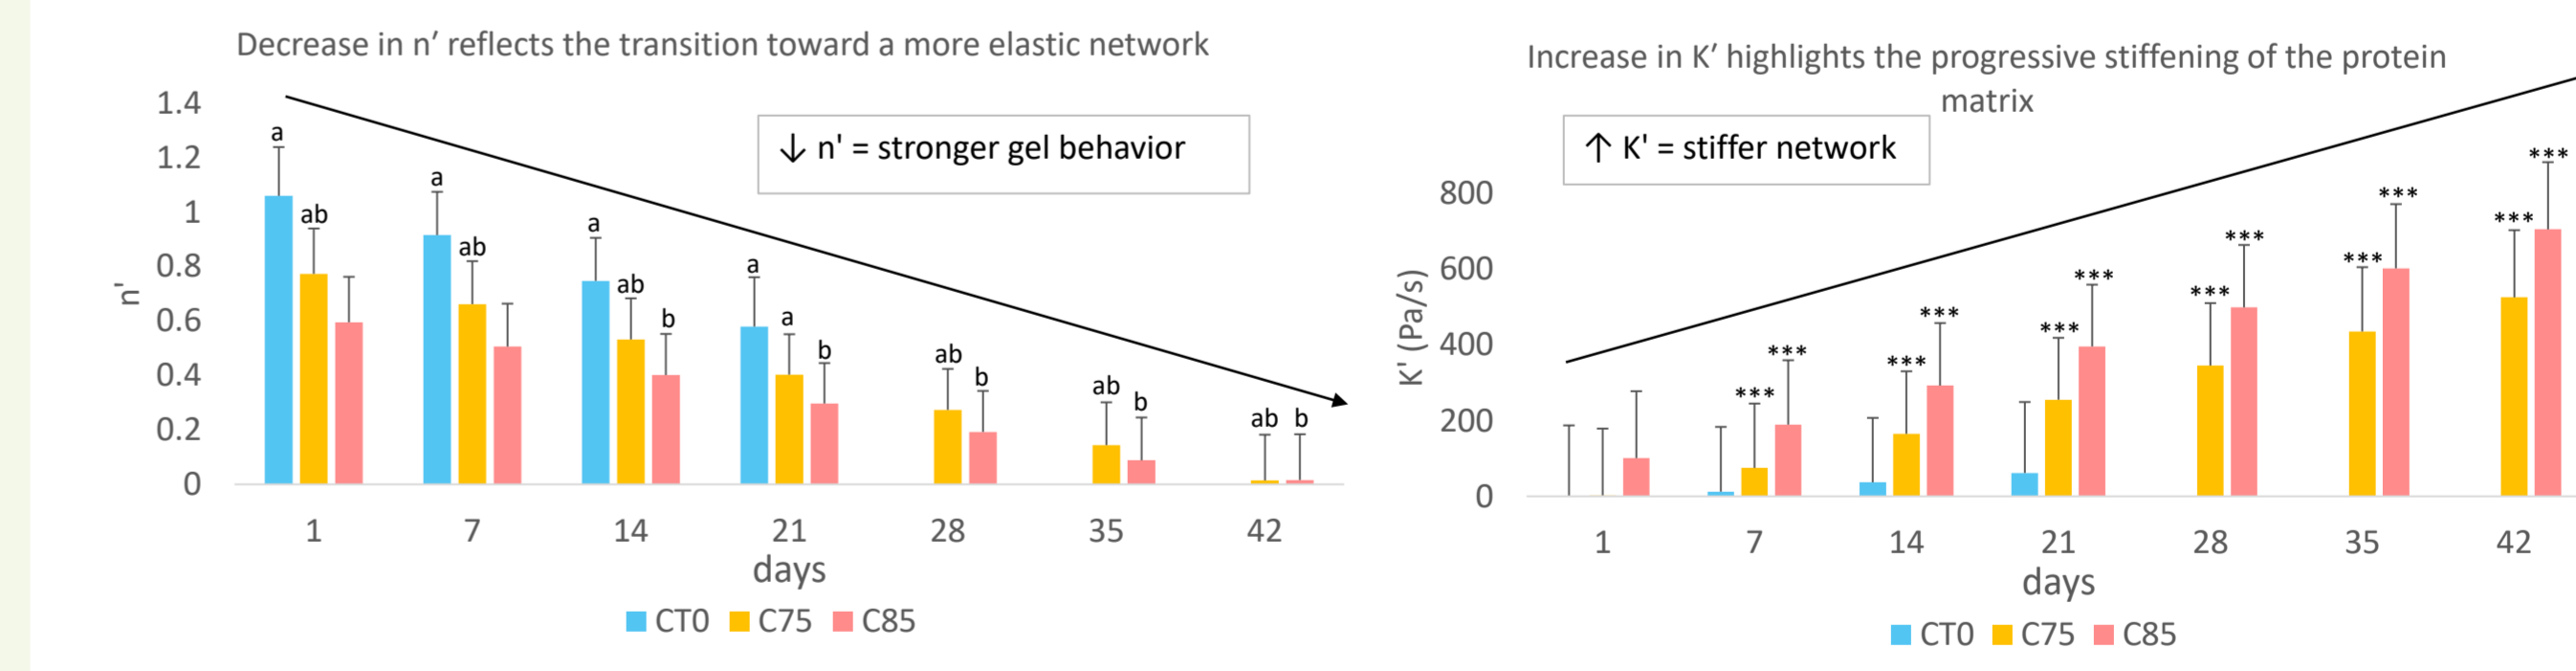 Decrease in n′ reflects the transition toward a more elastic network
1.4
1.2
1
0.8
0.6
0.4
0.2
0
n'
↓ n' = stronger gel behavior
a
ab
a
ab
a
ab
b
a
a
b
ab
b
ab
b
ab
b
1 7 14 21 28 35 42
days
CT0 C75 C85
Increase in K′ highlights the progressive stiffening of the protein
matrix
↑ K' = stiffer network
800
600
400
200
0
K' (Pa/s)
***
***
***
***
***
***
***
***
***
***
***
***
1 7 14 21 28 35 42
days
CT0 C75 C85